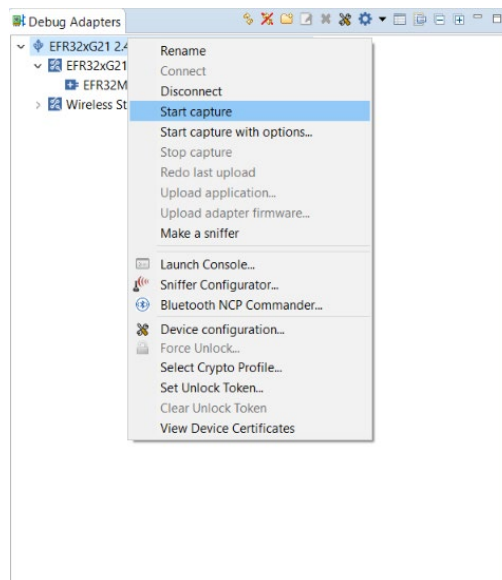 Debug Adapters
EFR32xG21 2.4
EFR32xG21
EFR32M
Wireless St
Rename
Connect
Disconnect
Start capture
Start capture with options...
Stop capture
Redo last upload
Upload application...
Upload adapter firmware...
Make a sniffer
Launch Console...
Sniffer Configurator...
Bluetooth NCP Commander...
Device configuration...
Force Unlock...
Select Crypto Profile...
Set Unlock Token...
Clear Unlock Token
View Device Certificates